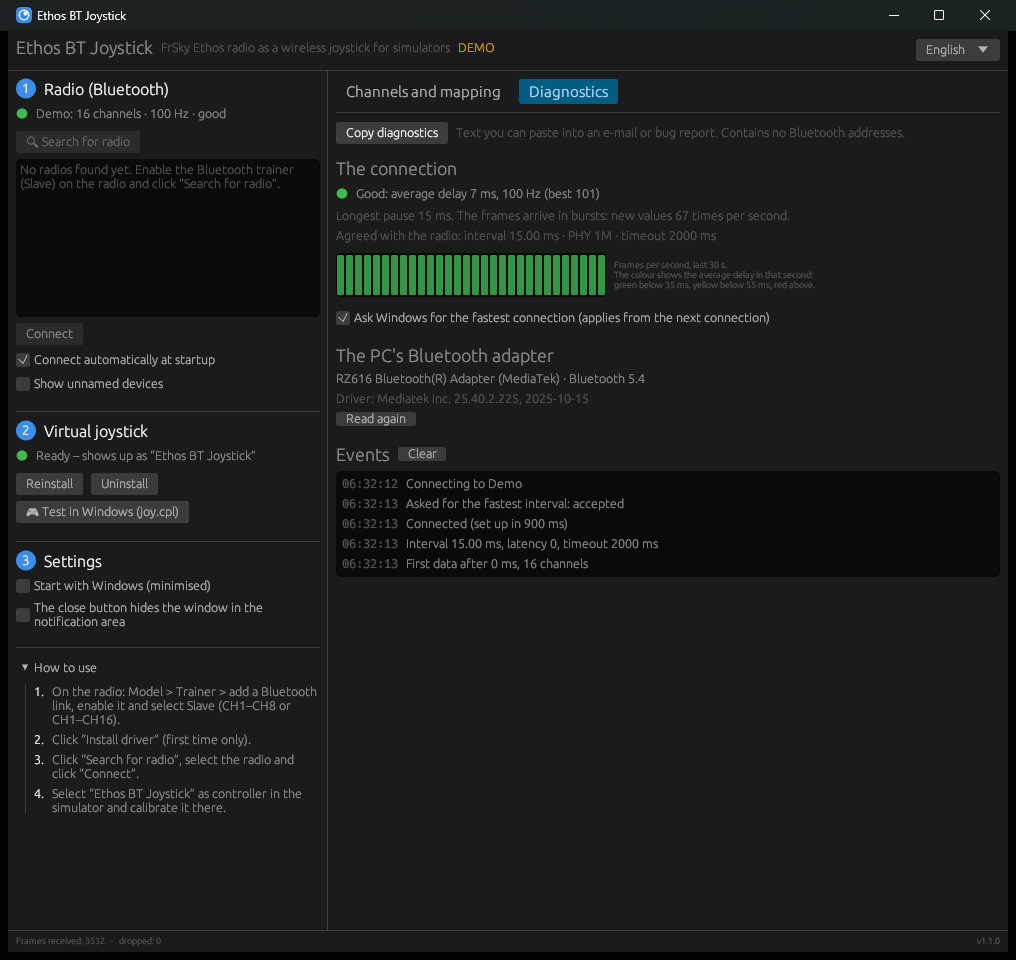 Ethos BT Joystick
Ethos BT Joystick FrSky Ethos radio as a wireless joystick for simulators DEMO
English
1 Radio (Bluetooth)
Demo: 16 channels · 100 Hz · good
Search for radio
No radios found yet. Enable the Bluetooth trainer
(Slave) on the radio and click "Search for radio".
Connect
Connect automatically at startup
Show unnamed devices
2 Virtual joystick
Ready – shows up as "Ethos BT Joystick"
Reinstall Uninstall
Test in Windows (joy.cpl)
3 Settings
Start with Windows (minimised)
The close button hides the window in the
notification area
How to use
1. On the radio: Model > Trainer > add a Bluetooth
link, enable it and select Slave (CH1–CH8 or
CH1–CH16).
2. Click "Install driver" (first time only).
3. Click "Search for radio", select the radio and
click "Connect".
4. Select "Ethos BT Joystick" as controller in the
simulator and calibrate it there.
Channels and mapping Diagnostics
Copy diagnostics Text you can paste into an e-mail or bug report. Contains no Bluetooth addresses.
The connection
Good: average delay 7 ms, 100 Hz (best 101)
Longest pause 15 ms. The frames arrive in bursts: new values 67 times per second.
Agreed with the radio: interval 15.00 ms · PHY 1M · timeout 2000 ms
Frames per second, last 30 s.
The colour shows the average delay in that second:
green below 35 ms, yellow below 55 ms, red above.
Ask Windows for the fastest connection (applies from the next connection)
The PC's Bluetooth adapter
RZ616 Bluetooth(R) Adapter (MediaTek) · Bluetooth 5.4
Driver: Mediatek Inc. 25.40.2.225, 2025-10-15
Read again
Events Clear
06:32:12 Connecting to Demo
06:32:13 Asked for the fastest interval: accepted
06:32:13 Connected (set up in 900 ms)
06:32:13 Interval 15.00 ms, latency 0, timeout 2000 ms
06:32:13 First data after 0 ms, 16 channels
Frames received: 3532 · dropped: 0
v1.1.0